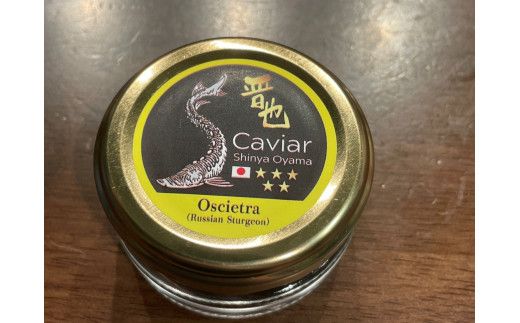 晋也
Caviar
Shinya Oyama
Oscietra
(Russian Sturgeon)